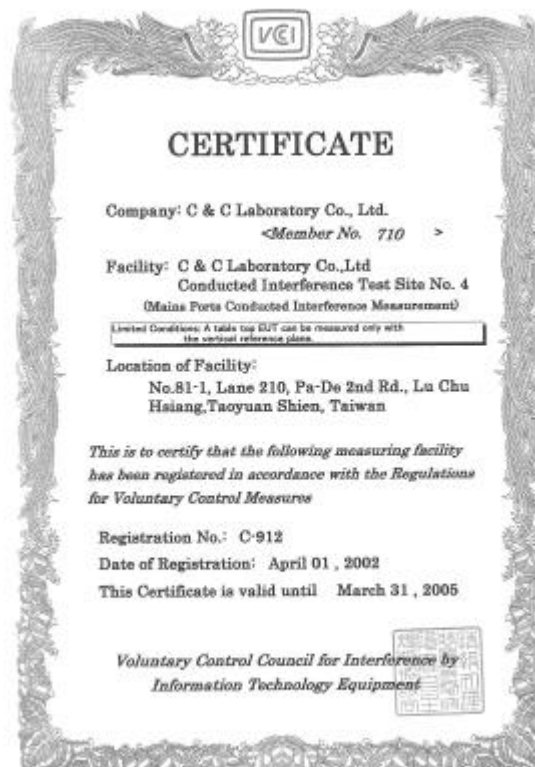 VCCI
CERTIFICATE
Company: C & C Laboratory Co., Ltd.
<Member No. 710 >
Facility: C & C Laboratory Co.,Ltd
Conducted Interference Test Site No. 4
(Mains Ports Conducted Interference Measurement)
Limited Conditions: A table top EUT can be measured only with
the vertical reference plane.
Location of Facility:
No.81-1, Lane 210, Pa-De 2nd Rd., Lu Chu
Hsiang,Taoyuan Shien, Taiwan
This is to certify that the following measuring facility
has been registered in accordance with the Regulations
for Voluntary Control Measures
Registration No.: C-912
Date of Registration: April 01 , 2002
This Certificate is valid until March 31 , 2005
Voluntary Control Council for Interference by
Information Technology Equipment